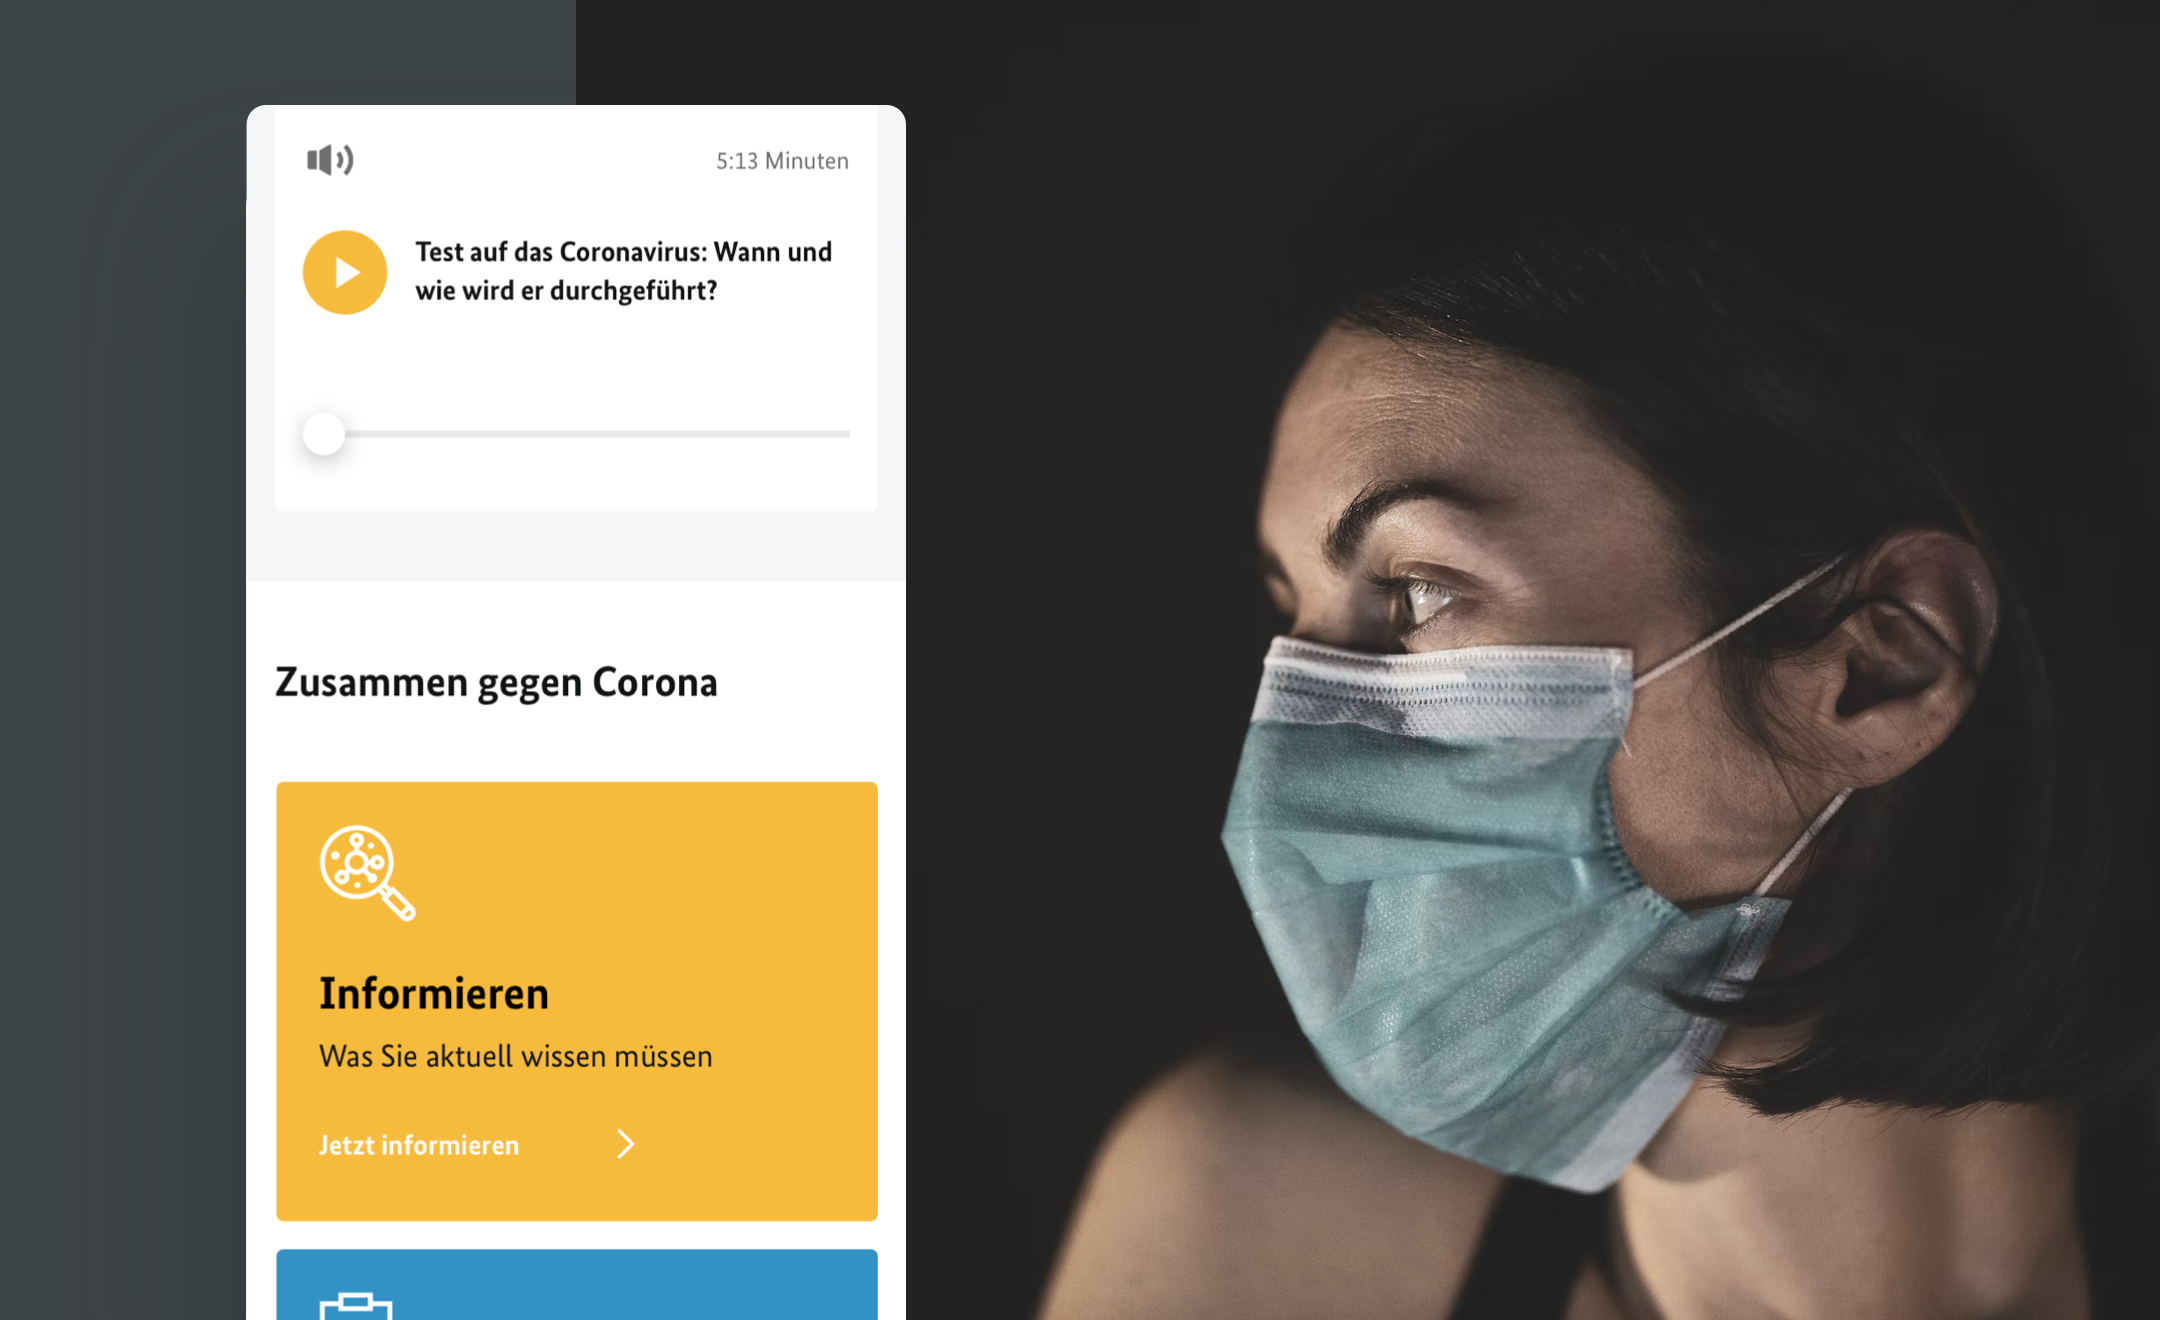 5:13 Minuten
Test auf das Coronavirus: Wann und
wie wird er durchgeführt?
Zusammen gegen Corona
Informieren
Was Sie aktuell wissen müssen
Jetzt informieren